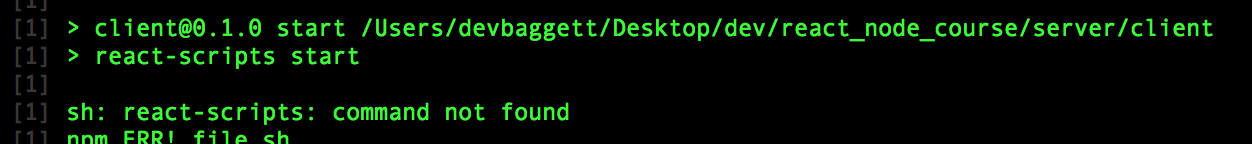 [1]
[1] > client@0.1.0 start /Users/devbaggett/Desktop/dev/react_node_course/server/client
[1] > react-scripts start
[1]
[1] sh: react-scripts: command not found
[1] npm ERR! file sh